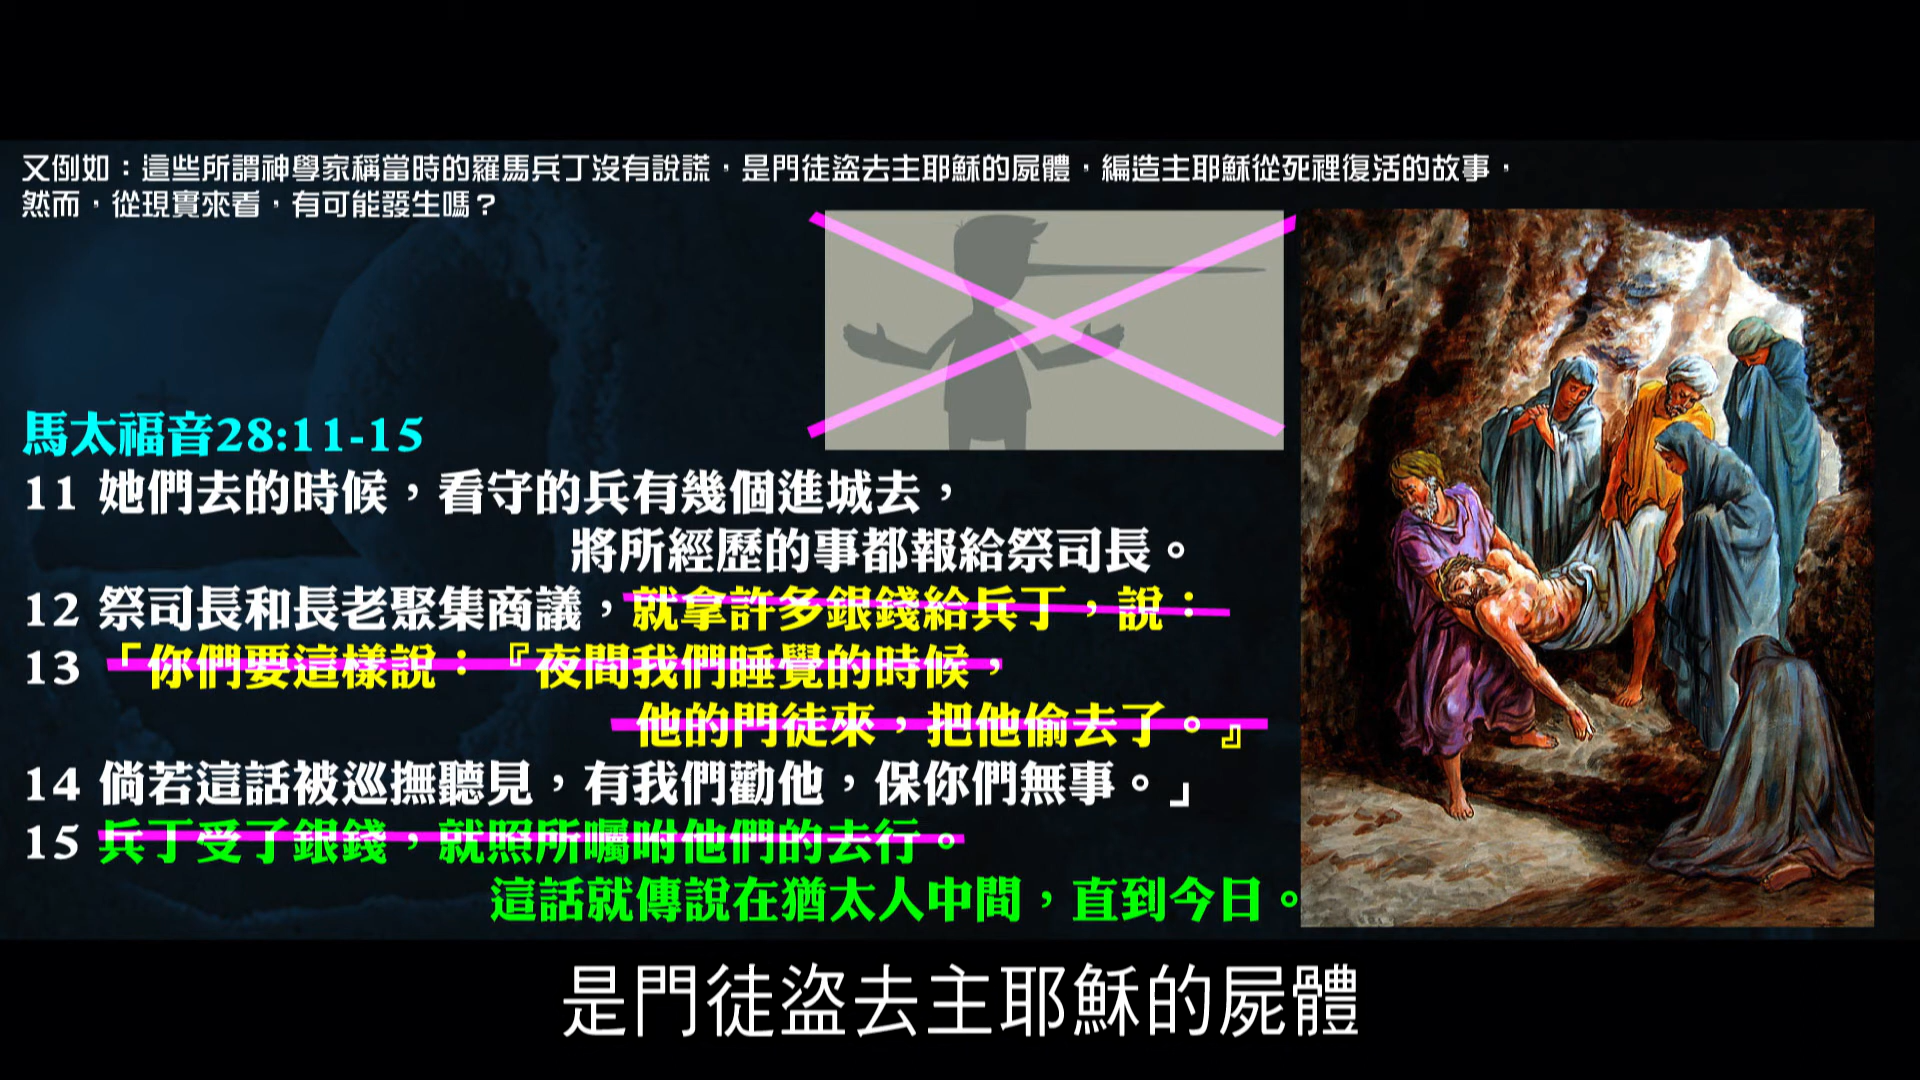 又例如：這些所謂神學家稱當時的羅馬兵丁沒有說謊，是門徒盜去主耶穌的屍體，編造主耶穌從死裡復活的故事，
然而，從現實來看，有可能發生嗎？
馬太福音28:11-15
11 她們去的時候，看守的兵有幾個進城去，
將所經歷的事都報給祭司長。
12 祭司長和長老聚集商議，就拿許多銀錢給兵丁，說：
13 「你們要這樣說：『夜間我們睡覺的時候，
他的門徒來，把他偷去了。』
14 倘若這話被巡撫聽見，有我們勸他，保你們無事。」
15 兵丁受了銀錢，就照所囑咐他們的去行。
這話就傳說在猶太人中間，直到今日。
是門徒盜去主耶穌的屍體